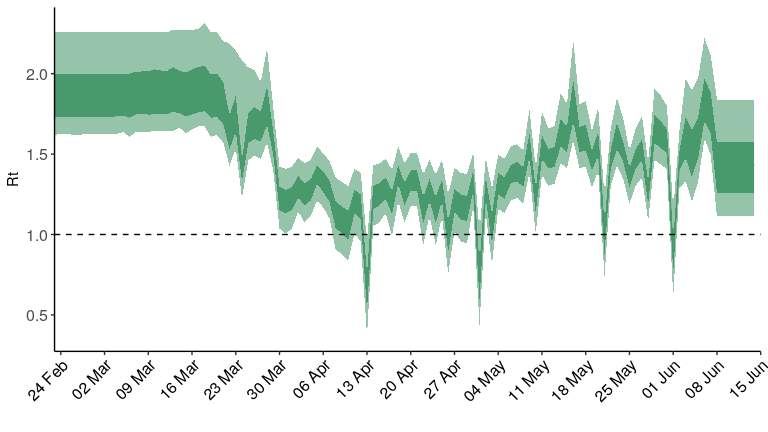 2.0
1.5
1.0
0.5
Rt
24 Feb
02 Mar
09 Mar
16 Mar
23 Mar
30 Mar
06 Apr
13 Apr
20 Apr
27 Apr
04 May
11 May
18 May
25 May
01 Jun
08 Jun
15 Jun